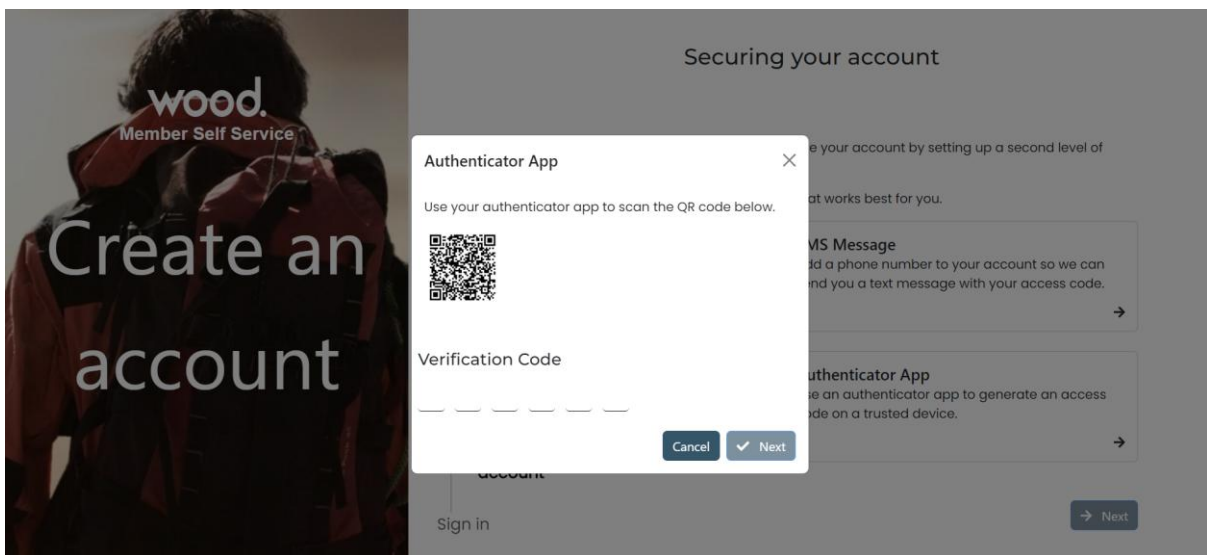 wood.
Member Self Service
Create an
account
Securing your account
e your account by setting up a second level of
at works best for you.
Authenticator App
Use your authenticator app to scan the QR code below.
Verification Code
Cancel
Next
MS Message
dd a phone number to your account so we can
end you a text message with your access code.
uthenticator App
se an authenticator app to generate an access
ode on a trusted device.
account
Sign in
Next